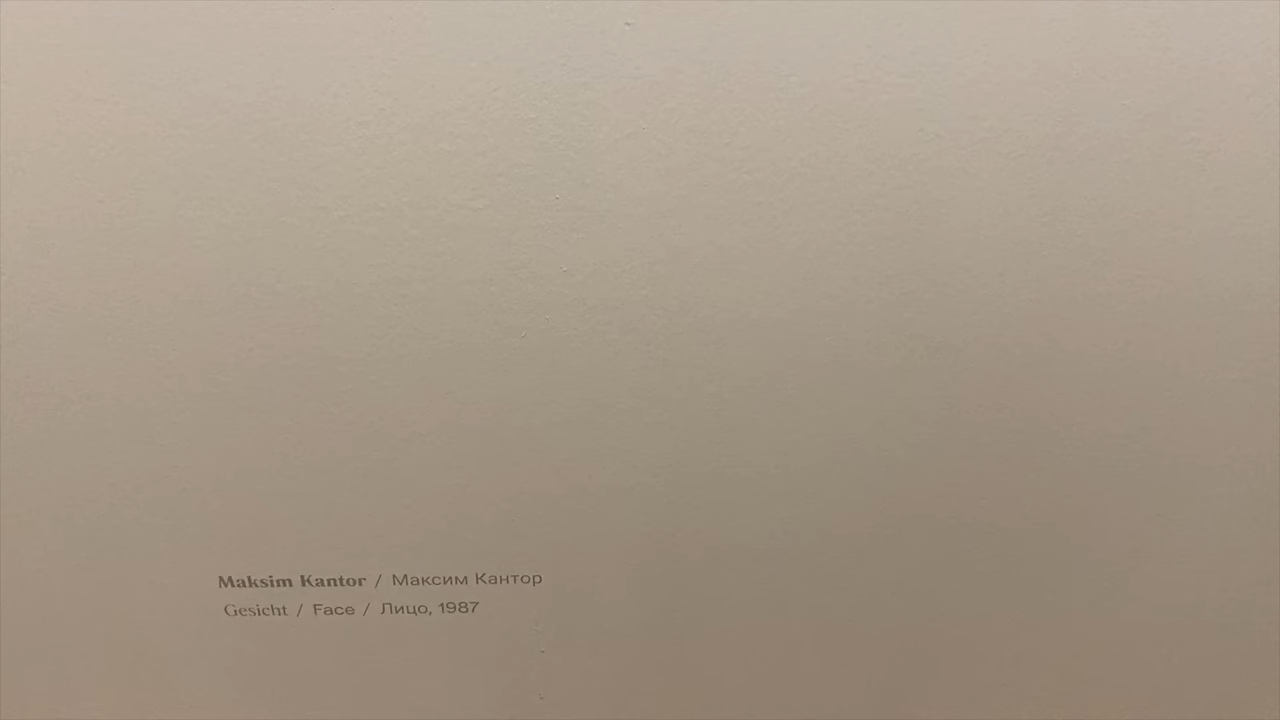 Maksim Kantor / Максим Кантор
Gesicht / Face / Лицо, 1987